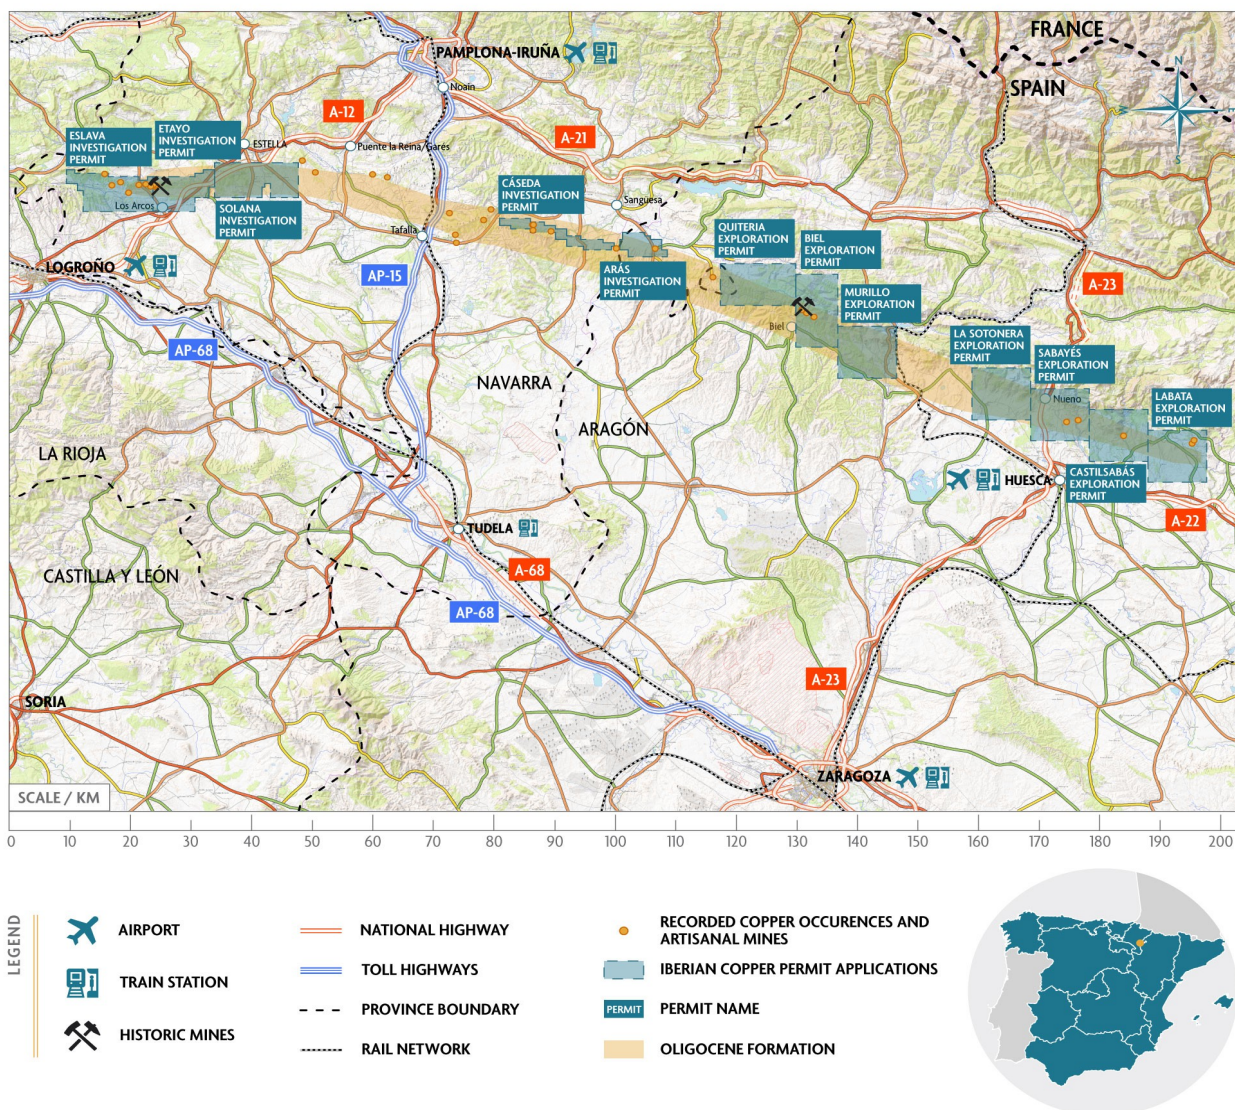 FRANCE
SPAIN
N
W
E
S
PAMPLONA-IRUÑA
Noain
A-12
A-21
ESLAVA
INVESTIGATION
PERMIT
ETAYO
INVESTIGATION
PERMIT
ESTELLA
Puente la Reina/Garés
Los Arcos
SOLANA
INVESTIGATION
PERMIT
CÁSEDA
INVESTIGATION
PERMIT
Sanguesa
Tafalla
QUITERIA
EXPLORATION
PERMIT
BIEL
EXPLORATION
PERMIT
ARÁS
INVESTIGATION
PERMIT
MURILLO
EXPLORATION
PERMIT
LOGROÑO
AP-15
A-23
Biel
LA SOTONERA
EXPLORATION
PERMIT
SABAYÉS
EXPLORATION
PERMIT
AP-68
NAVARRA
Nueno
LABATA
EXPLORATION
PERMIT
ARAGÓN
LA RIOJA
HUESCA
CASTILSABÁS
EXPLORATION
PERMIT
A-22
TUDELA
CASTILLA Y LEÓN
A-68
AP-68
A-23
SORIA
ZARAGOZA
SCALE / KM
0 10 20 30 40 50 60 70 80 90 100 110 120 130 140 150 160 170 180 190 200
LEGEND
AIRPORT
TRAIN STATION
HISTORIC MINES
NATIONAL HIGHWAY
TOLL HIGHWAYS
PROVINCE BOUNDARY
RAIL NETWORK
RECORDED COPPER OCCURENCES AND
ARTISANAL MINES
IBERIAN COPPER PERMIT APPLICATIONS
PERMIT
PERMIT NAME
OLIGOCENE FORMATION